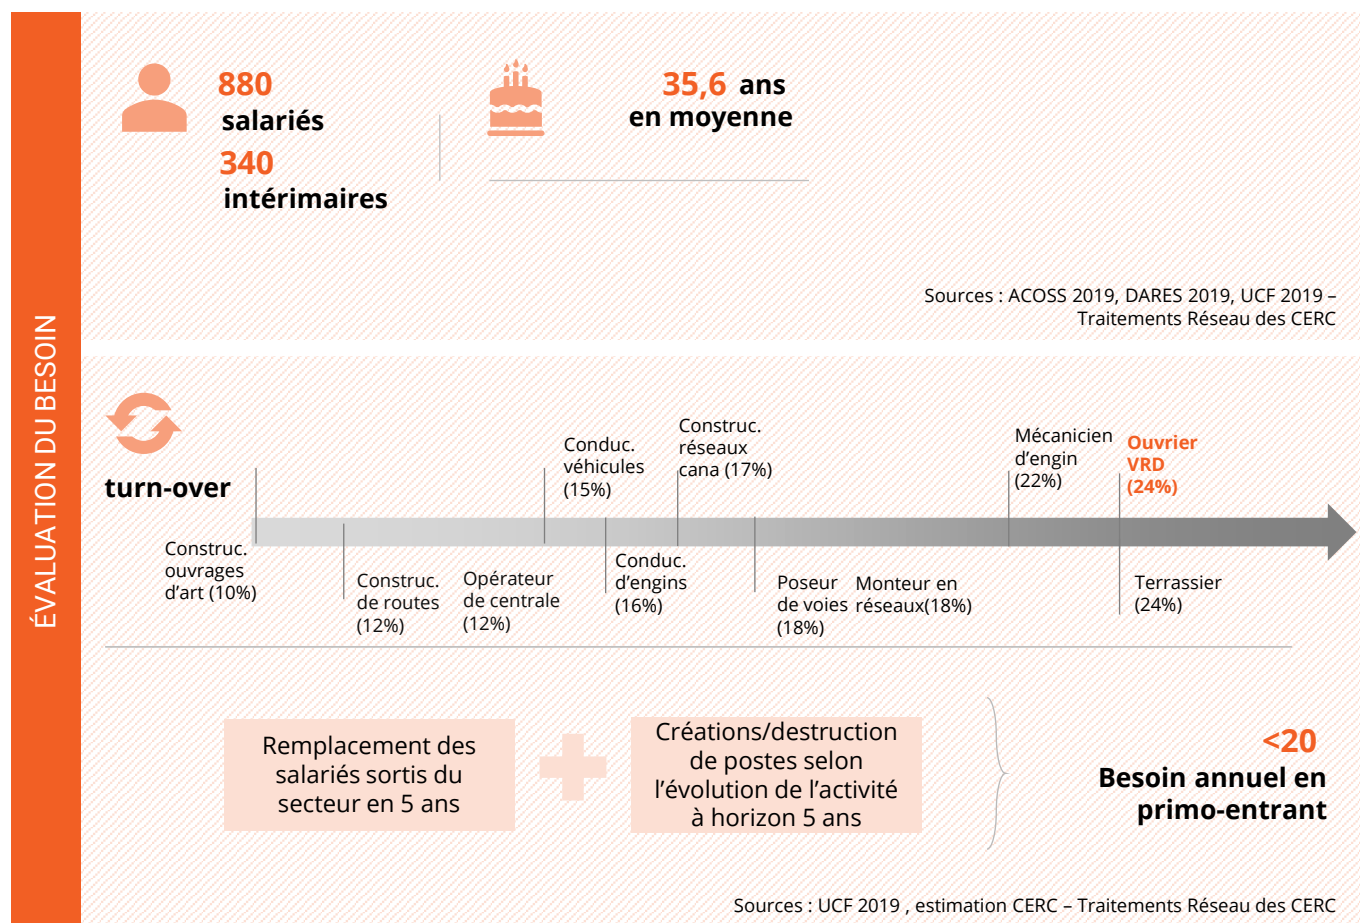 ÉVALUATION DU BESOIN
880
salariés
340
intérimaires
35,6 ans
en moyenne
Sources : ACOSS 2019, DARES 2019, UCF 2019 –
Traitements Réseau des CERC
turn-over
Construc.
ouvrages
d'art (10%)
Construc.
de routes
(12%)
Opérateur
de centrale
(12%)
Conduc.
véhicules
(15%)
Conduc.
d'engins
(16%)
Construc.
réseaux
cana (17%)
Poseur
de voies
(18%)
Monteur en
réseaux(18%)
Mécanicien
d'engin
(22%)
Ouvrier
VRD
(24%)
Terrassier
(24%)
Remplacement des
salariés sortis du
secteur en 5 ans
Créations/destruction
de postes selon
l'évolution de l'activité
à horizon 5 ans
<20
Besoin annuel en
primo-entrant
Sources : UCF 2019 , estimation CERC – Traitements Réseau des CERC